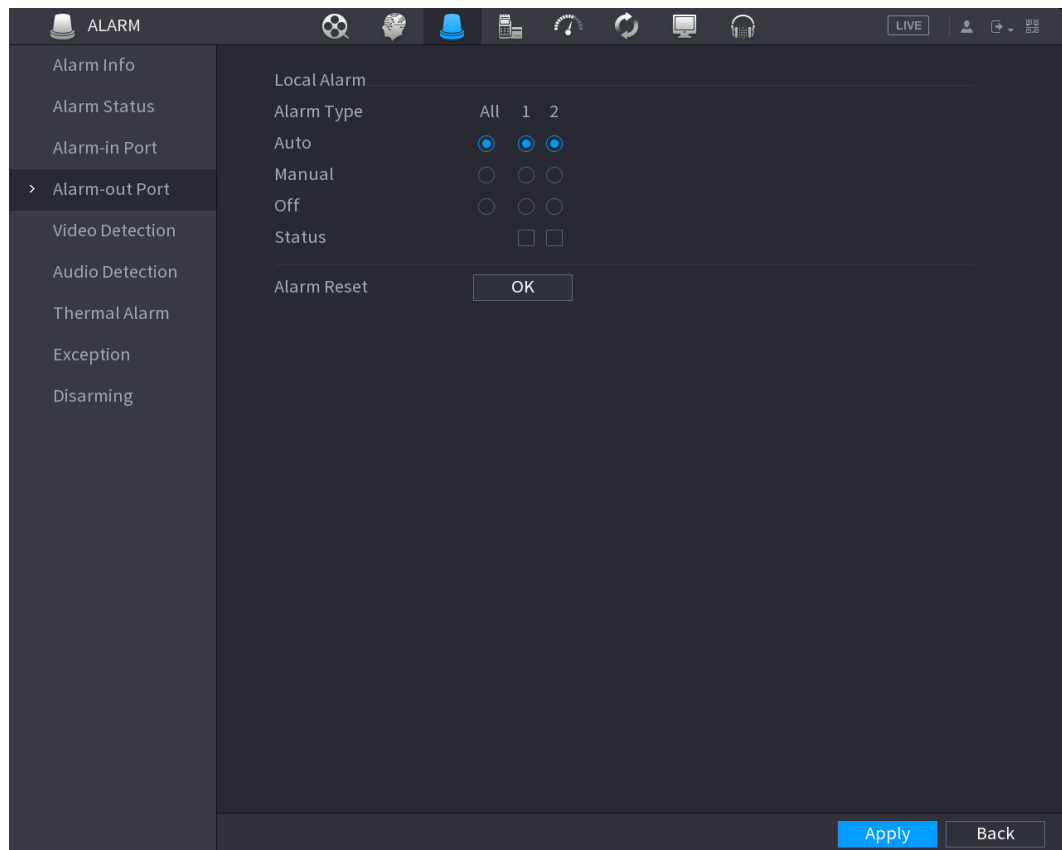 ALARM
LIVE
Alarm Info
Alarm Status
Alarm-in Port
Alarm-out Port
Video Detection
Audio Detection
Thermal Alarm
Exception
Disarming
Local Alarm
Alarm Type All 1 2
Auto
Manual
Off
Status
Alarm Reset OK
Apply Back